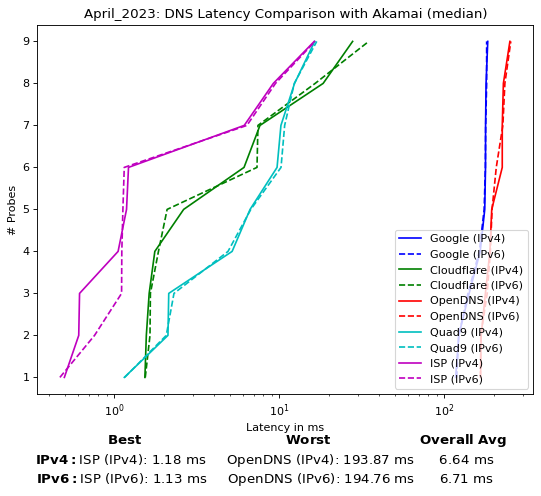 April_2023: DNS Latency Comparison with Akamai (median)
9
8
7
6
5
4
3
2
1
# Probes
Google (IPv4)
Google (IPv6)
Cloudflare (IPv4)
Cloudflare (IPv6)
OpenDNS (IPv4)
OpenDNS (IPv6)
Quad9 (IPv4)
Quad9 (IPv6)
ISP (IPv4)
ISP (IPv6)
10⁰ 10¹ 10²
Latency in ms
Best Worst Overall Avg
IPv4: ISP (IPv4): 1.18 ms OpenDNS (IPv4): 193.87 ms 6.64 ms
IPv6: ISP (IPv6): 1.13 ms OpenDNS (IPv6): 194.76 ms 6.71 ms